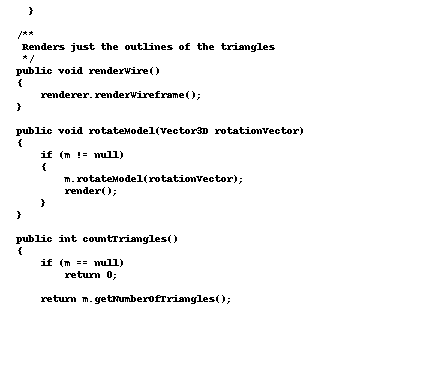 }
/**
Renders just the outlines of the triangles
*/
public void renderWire()
{
renderer.renderWireframe();
}
public void rotateModel(Vector3D rotationVector)
{
if (m != null)
{
m.rotateModel(rotationVector);
render();
}
}
public int countTriangles()
{
if (m == null)
return 0;
return m.getNumberOfTriangles();